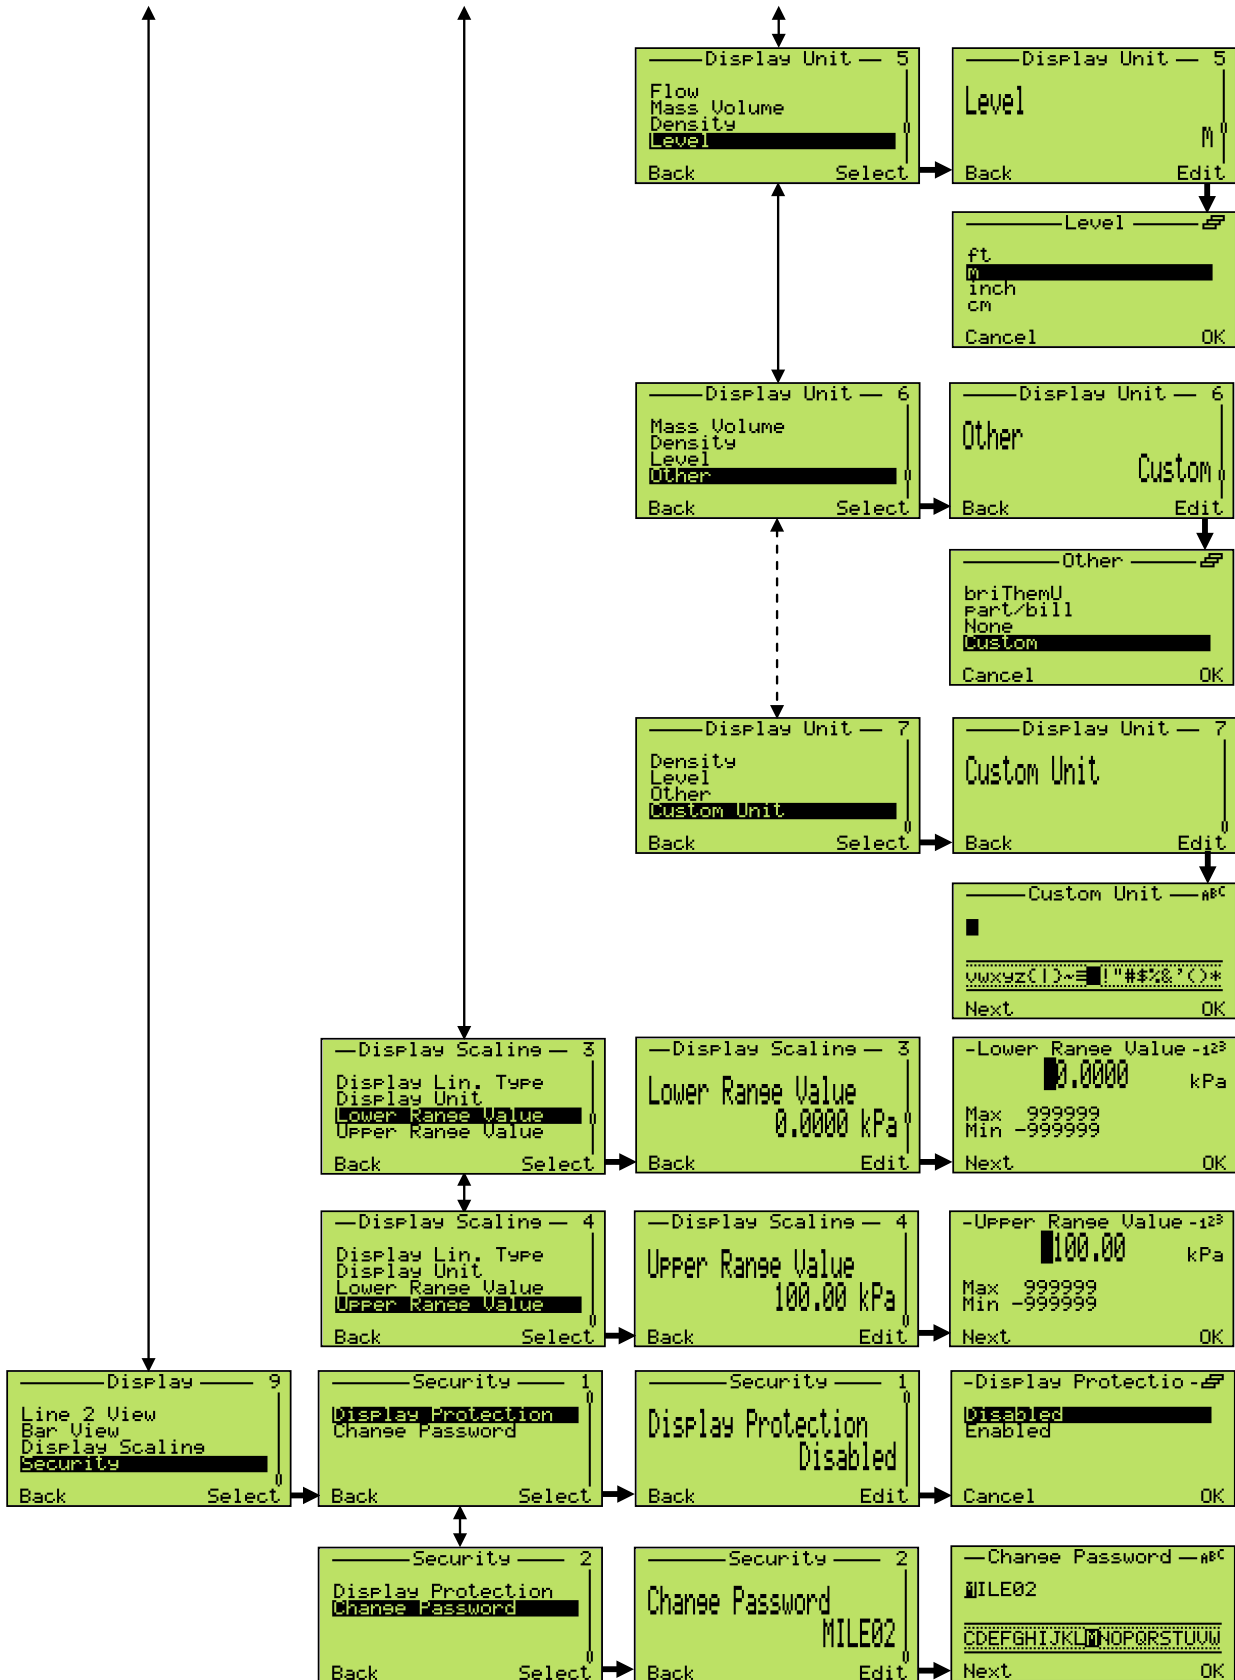 Display Unit 5
Flow
Mass Volume
Density
Level
Back Select
Display Unit 5
Level
M
Back Edit
Level
ft
m
inch
cm
Cancel OK
Display Unit 6
Mass Volume
Density
Level
Other
Back Select
Display Unit 6
Other
Custom
Back Edit
Other
briThemU
part/bill
None
Custom
Cancel OK
Display Unit 7
Density
Level
Other
Custom Unit
Back Select
Display Unit 7
Custom Unit
Back Edit
Custom Unit ABC
vwxyz{|}~≡ !"#$%&'()*
Next OK
Display Scaling 3
Display Lin. Type
Display Unit
Lower Range Value
Upper Range Value
Back Select
Display Scaling 3
Lower Range Value
0.0000 kPa
Back Edit
-Lower Range Value-123
0.0000 kPa
Max 999999
Min -999999
Next OK
Display Scaling 4
Display Lin. Type
Display Unit
Lower Range Value
Upper Range Value
Back Select
Display Scaling 4
Upper Range Value
100.00 kPa
Back Edit
-Upper Range Value-123
100.00 kPa
Max 999999
Min -999999
Next OK
Display 9
Line 2 View
Bar View
Display Scaling
Security
Back Select
Security 1
Display Protection
Change Password
Back Select
Security 1
Display Protection
Disabled
Back Edit
-Display Protectio-
Disabled
Enabled
Cancel OK
Security 2
Display Protection
Change Password
Back Select
Security 2
Change Password
MILE02
Back Edit
Change Password ABC
MILE02
CDEFGHIJKLMNOPQRSTUVW
Next OK